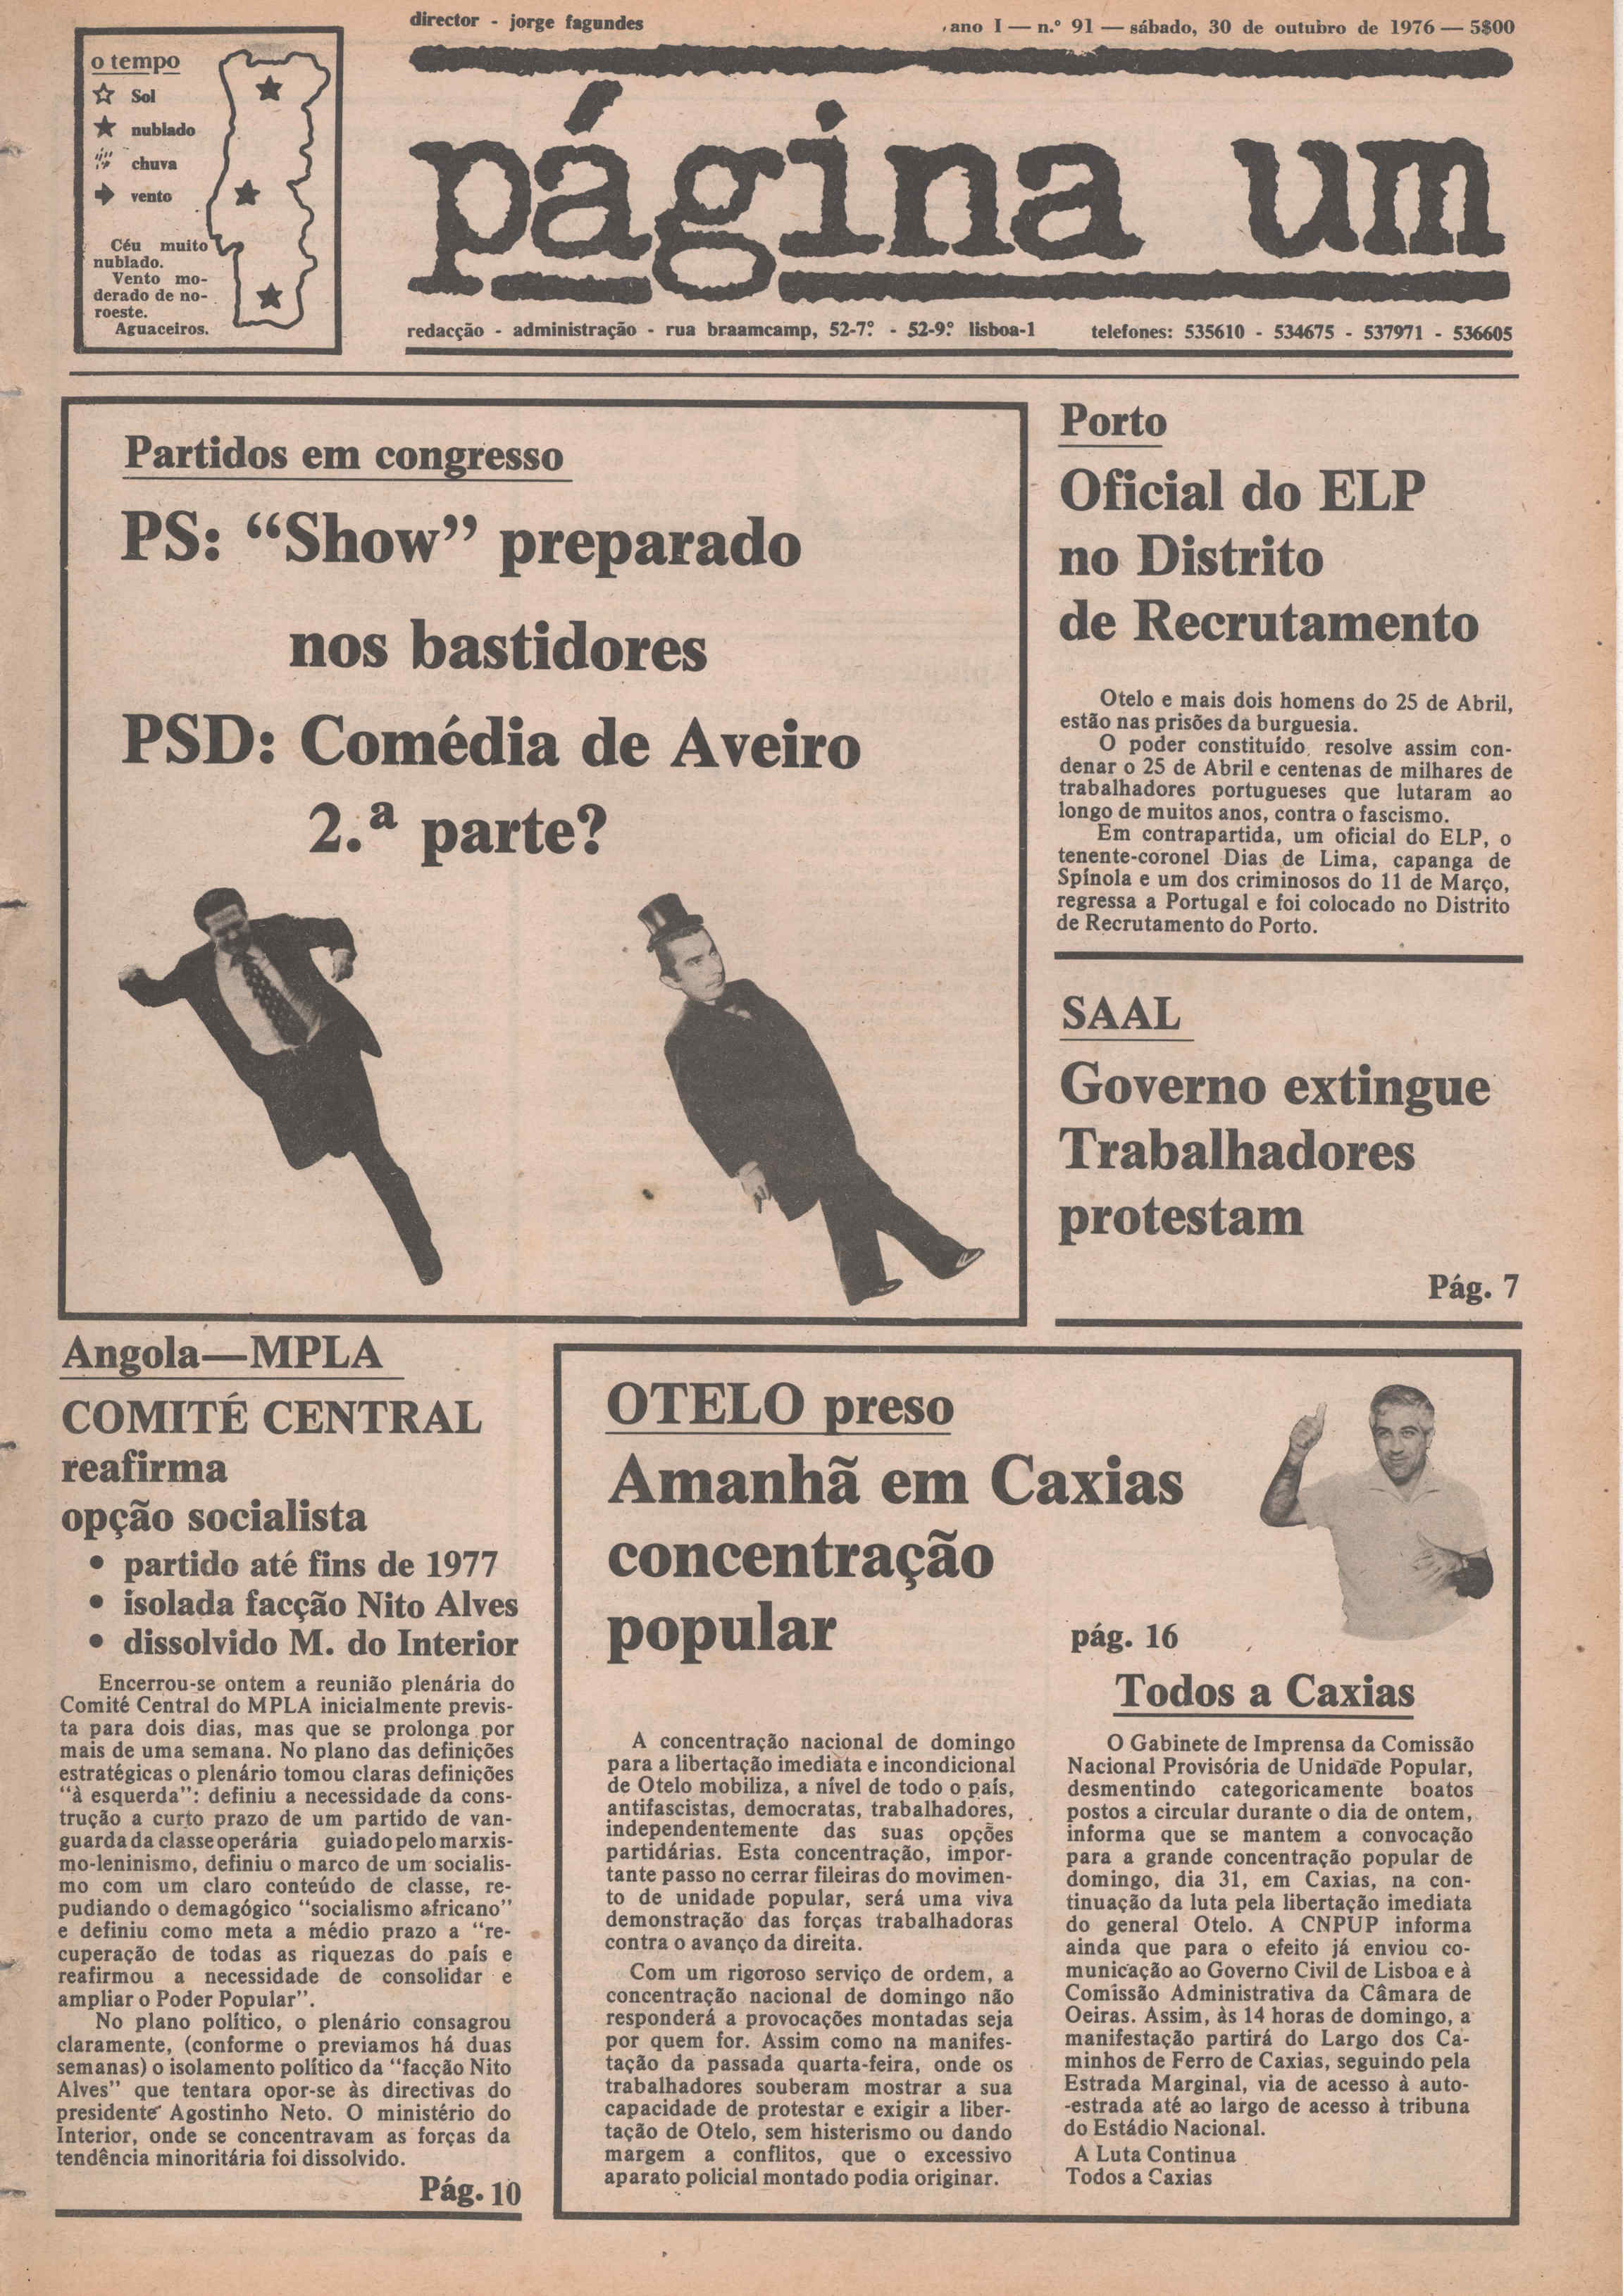 director - jorge fagundes
ano I — n.º 91 — sábado, 30 de outubro de 1976 — 5$00
o tempo
Sol
nublado
chuva
vento
Céu muito
nublado.
Vento mo-
derado de no-
roeste.
Aguaceiros.
página um
redacção - administração - rua braamcamp, 52-7º - 52-9º lisboa-1 telefones: 535610 - 534675 - 537971 - 536605
Partidos em congresso
PS: “Show” preparado
nos bastidores
PSD: Comédia de Aveiro
2.ª parte?
Porto
Oficial do ELP
no Distrito
de Recrutamento
Otelo e mais dois homens do 25 de Abril,
estão nas prisões da burguesia.
O poder constituído resolve assim con-
denar o 25 de Abril e centenas de milhares de
trabalhadores portugueses que lutaram ao
longo de muitos anos, contra o fascismo.
Em contrapartida, um oficial do ELP, o
tenente-coronel Dias de Lima, capanga de
Spínola e um dos criminosos do 11 de Março,
regressa a Portugal e foi colocado no Distrito
de Recrutamento do Porto.
SAAL
Governo extingue
Trabalhadores
protestam
Pág. 7
Angola—MPLA
COMITÉ CENTRAL
reafirma
opção socialista
• partido até fins de 1977
• isolada facção Nito Alves
• dissolvido M. do Interior
Encerrou-se ontem a reunião plenária do
Comité Central do MPLA inicialmente previs-
ta para dois dias, mas que se prolonga por
mais de uma semana. No plano das definições
estratégicas o plenário tomou claras definições
“à esquerda”: definiu a necessidade da cons-
trução a curto prazo de um partido de van-
guarda da classe operária guiado pelo marxis-
mo-leninismo, definiu o marco de um socialis-
mo com um claro conteúdo de classe, re-
pudiando o demagógico “socialismo africano”
e definiu como meta a médio prazo a “re-
cuperação de todas as riquezas do país e
reafirmou a necessidade de consolidar e
ampliar o Poder Popular”.
No plano político, o plenário consagrou
claramente, (conforme o previamos há duas
semanas) o isolamento político da “facção Nito
Alves” que tentara opor-se às directivas do
presidente Agostinho Neto. O ministério do
Interior, onde se concentravam as forças da
tendência minoritária foi dissolvido.
Pág. 10
OTELO preso
Amanhã em Caxias
concentração
popular
pág. 16
A concentração nacional de domingo
para a libertação imediata e incondicional
de Otelo mobiliza, a nível de todo o país,
antifascistas, democratas, trabalhadores,
independentemente das suas opções
partidárias. Esta concentração, impor-
tante passo no cerrar fileiras do movimen-
to de unidade popular, será uma viva
demonstração das forças trabalhadoras
contra o avanço da direita.
Com um rigoroso serviço de ordem, a
concentração nacional de domingo não
responderá a provocações montadas seja
por quem for. Assim como na manifes-
tação da passada quarta-feira, onde os
trabalhadores souberam mostrar a sua
capacidade de protestar e exigir a liber-
tação de Otelo, sem histerismo ou dando
margem a conflitos, que o excessivo
aparato policial montado podia originar.
Todos a Caxias
O Gabinete de Imprensa da Comissão
Nacional Provisória de Unidade Popular,
desmentindo categoricamente boatos
postos a circular durante o dia de ontem,
informa que se mantem a convocação
para a grande concentração popular de
domingo, dia 31, em Caxias, na con-
tinuação da luta pela libertação imediata
do general Otelo. A CNPUP informa
ainda que para o efeito já enviou co-
municação ao Governo Civil de Lisboa e à
Comissão Administrativa da Câmara de
Oeiras. Assim, às 14 horas de domingo, a
manifestação partirá do Largo dos Ca-
minhos de Ferro de Caxias, seguindo pela
Estrada Marginal, via de acesso à auto-
-estrada até ao largo de acesso à tribuna
do Estádio Nacional.
A Luta Continua
Todos a Caxias